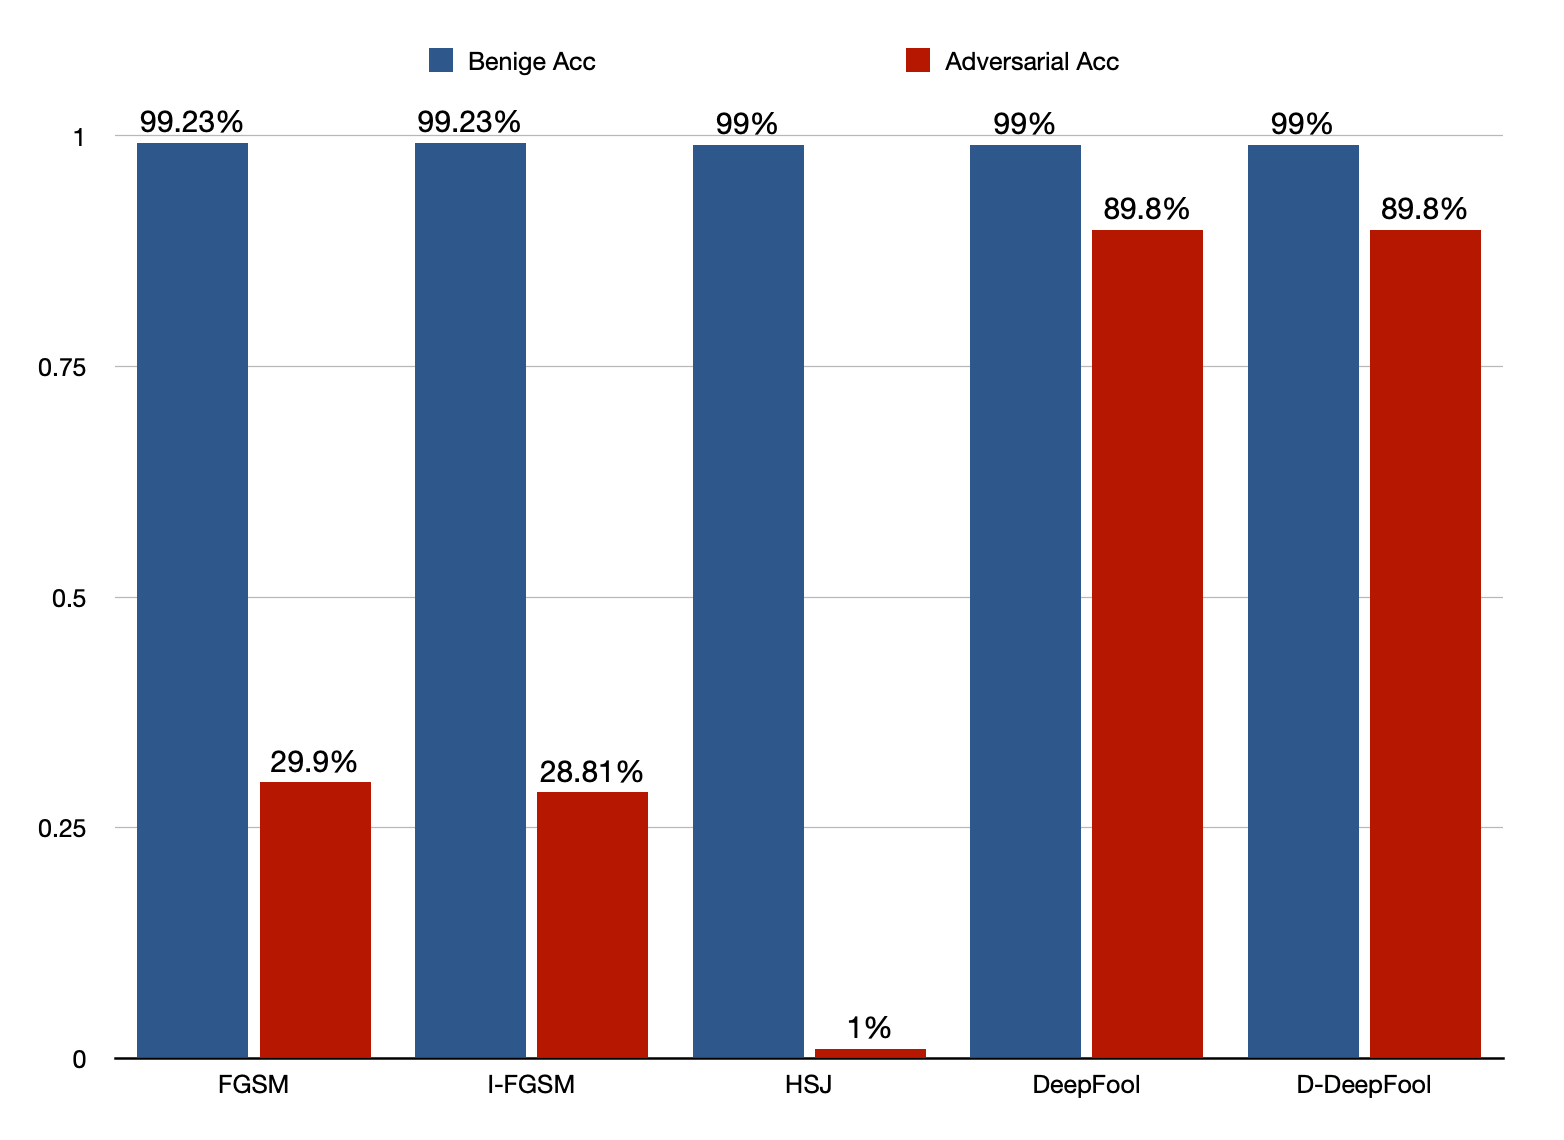 Benige Acc
Adversarial Acc
99.23%
99.23%
99%
99%
99%
1
89.8%
89.8%
0.75
0.5
29.9%
28.81%
0.25
1%
0
FGSM
I-FGSM
HSJ
DeepFool
D-DeepFool